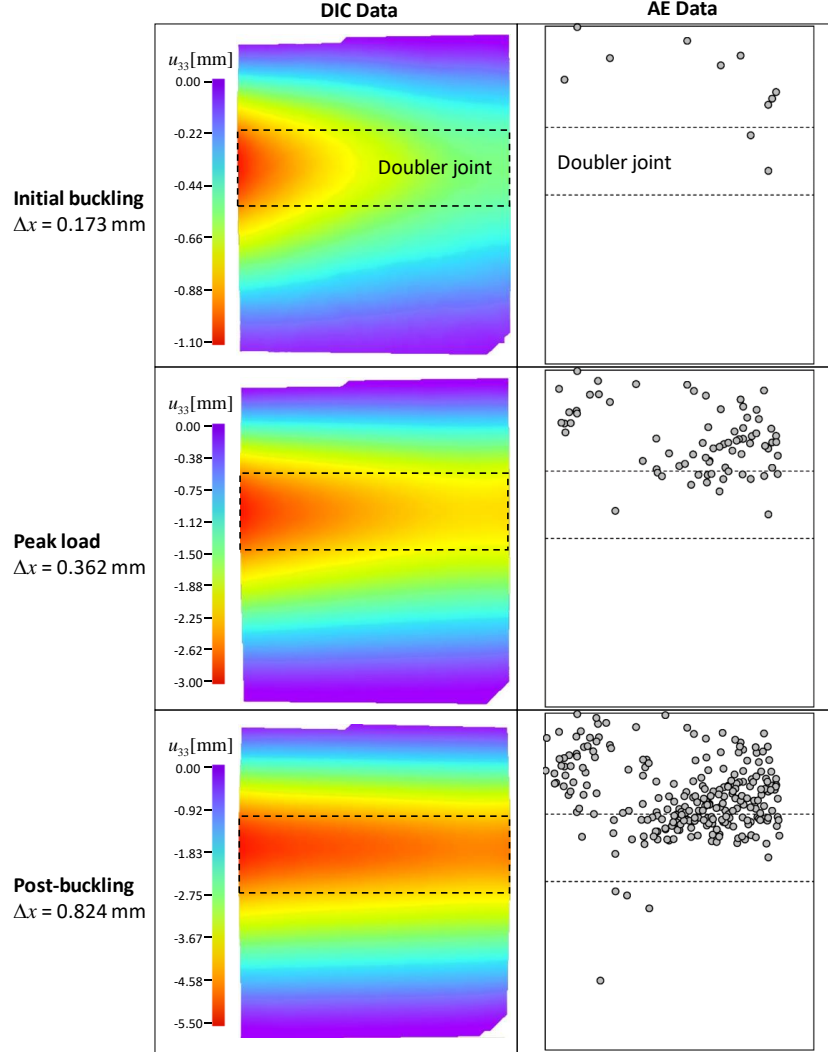 DIC Data
AE Data
u33[mm]
0.00
-0.22
-0.44
-0.66
-0.88
-1.10
Doubler joint
Doubler joint
Initial buckling
Δx = 0.173 mm
u33[mm]
0.00
-0.38
-0.75
-1.12
-1.50
-1.88
-2.25
-2.62
-3.00
Peak load
Δx = 0.362 mm
u33[mm]
0.00
-0.92
-1.83
-2.75
-3.67
-4.58
-5.50
Post-buckling
Δx = 0.824 mm